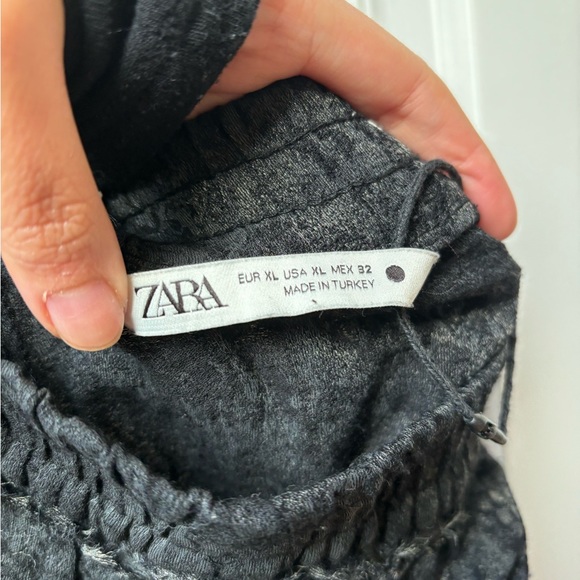 ZARA
EUR XL USA XL MEX 32
MADE IN TURKEY